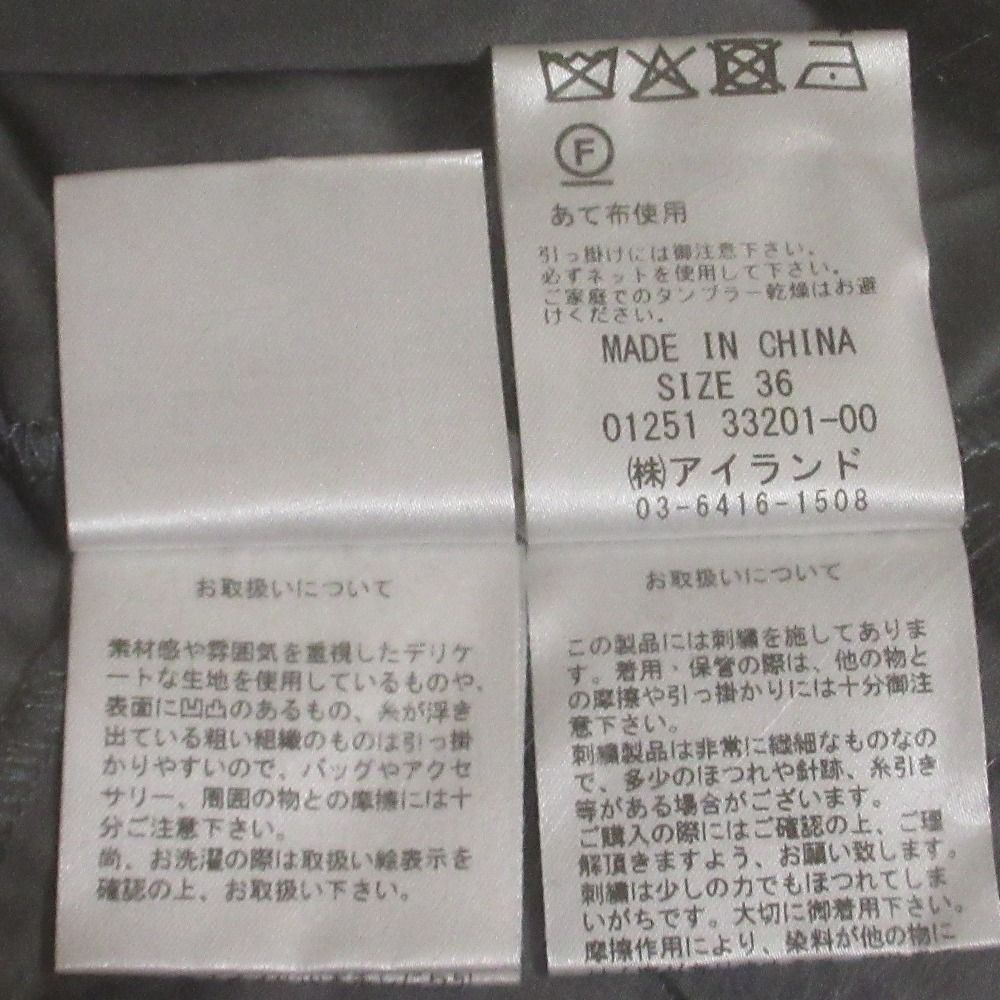 F
あて布使用
引っ掛けには御注意下さい。
必ずネットを使用して下さい。
ご家庭でのタンブラー乾燥はお避
けください。
MADE IN CHINA
SIZE 36
01251 33201-00
㈱アイランド
03-6416-1508
お取扱いについて
素材感や雰囲気を重視したデリケ
ートな生地を使用しているものや、
表面に凹凸のあるもの、糸が浮き
出ている粗い組織のものは引っ掛
かりやすいので、バッグやアクセ
サリー、周囲の物との摩擦には十
分ご注意下さい。
尚、お洗濯の際は取扱い絵表示を
確認の上、お取扱い下さい。
お取扱いについて
この製品には刺繍を施してありま
す。着用・保管の際は、他の物と
の摩擦や引っ掛かりには十分御注
意下さい。
刺繍製品は非常に繊細なものなの
で、多少のほつれや針跡、糸引き
等がある場合がございます。
ご購入の際にはご確認の上、ご理
解頂きますよう、お願い致します。
刺繍は少しの力でもほつれてしま
いがちです。大切に御着用下さい。
摩擦作用により、染料が他の物に